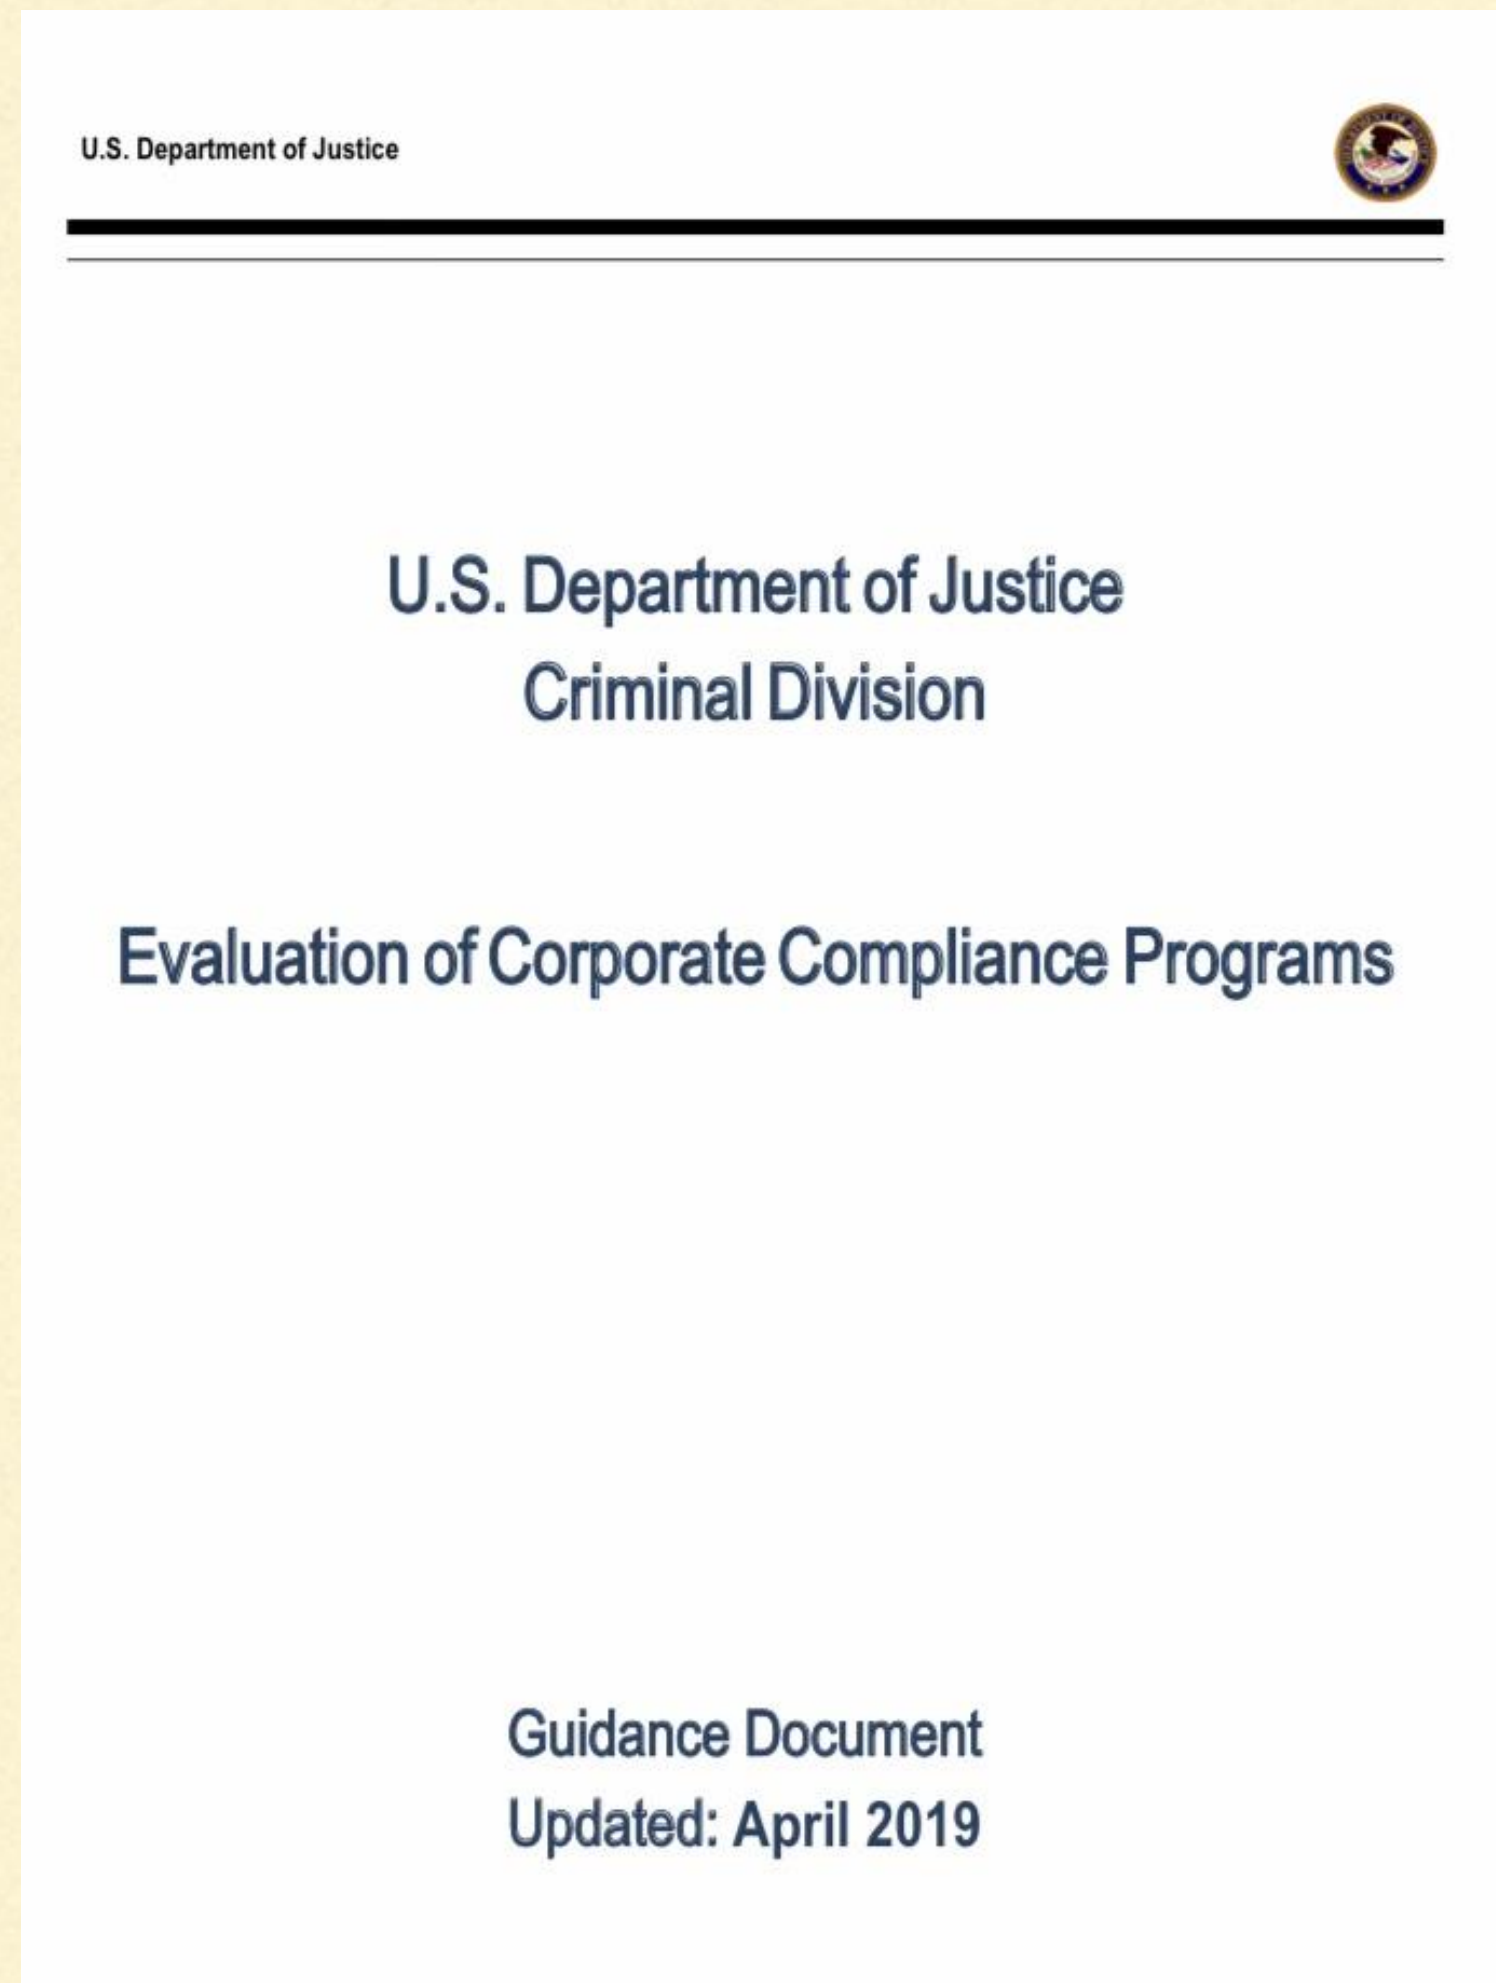 U.S. Department of Justice
U.S. Department of Justice
Criminal Division
Evaluation of Corporate Compliance Programs
Guidance Document
Updated: April 2019